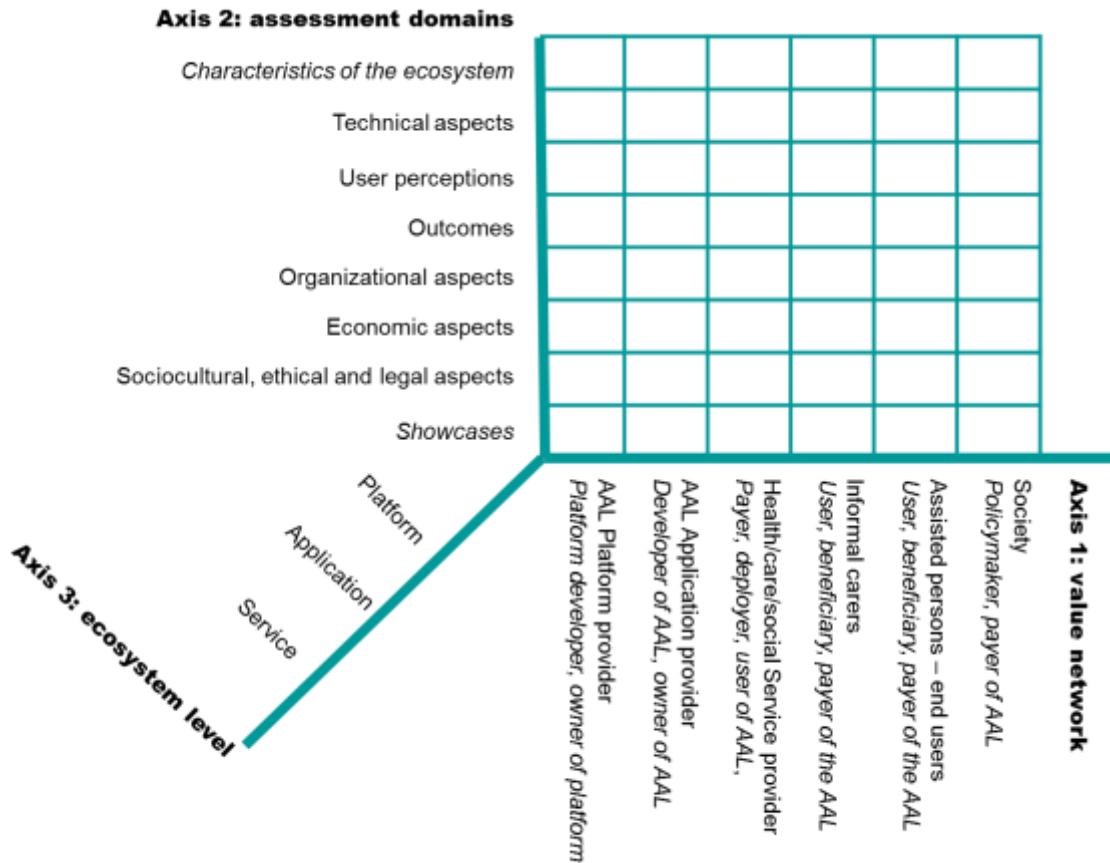 Axis 2: assessment domains
Characteristics of the ecosystem
Technical aspects
User perceptions
Outcomes
Organizational aspects
Economic aspects
Sociocultural, ethical and legal aspects
Showcases
Platform
Application
Service
Axis 3: ecosystem level
AAL Platform provider
Platform developer, owner of platform
AAL Application provider
Developer of AAL, owner of AAL
Health/care/social Service provider
Payer, deployer, user of AAL,
Informal carers
User, beneficiary, payer of the AAL
Assisted persons – end users
User, beneficiary, payer of the AAL
Society
Policymaker, payer of AAL
Axis 1: value network